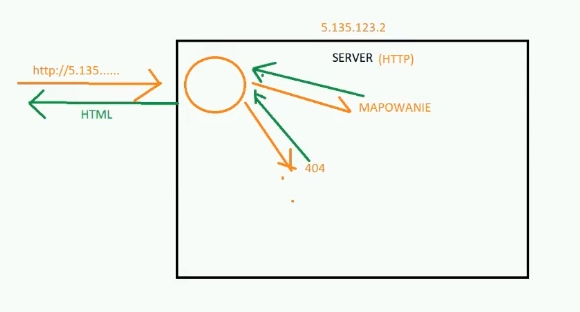 5.135.123.2
SERVER (HTTP)
http://5.135......
MAPOWANIE
HTML
404